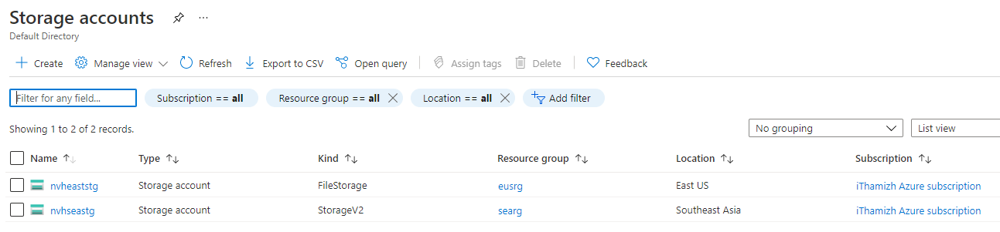 Storage accounts
Default Directory
Create Manage view Refresh Export to CSV Open query Assign tags Delete Feedback
Filter for any field... Subscription == all Resource group == all Location == all Add filter
Showing 1 to 2 of 2 records.
No grouping List view
Name Type Kind Resource group Location Subscription
nvheaststg Storage account FileStorage eusrg East US iThamizh Azure subscription
nvhseastg Storage account StorageV2 searg Southeast Asia iThamizh Azure subscription